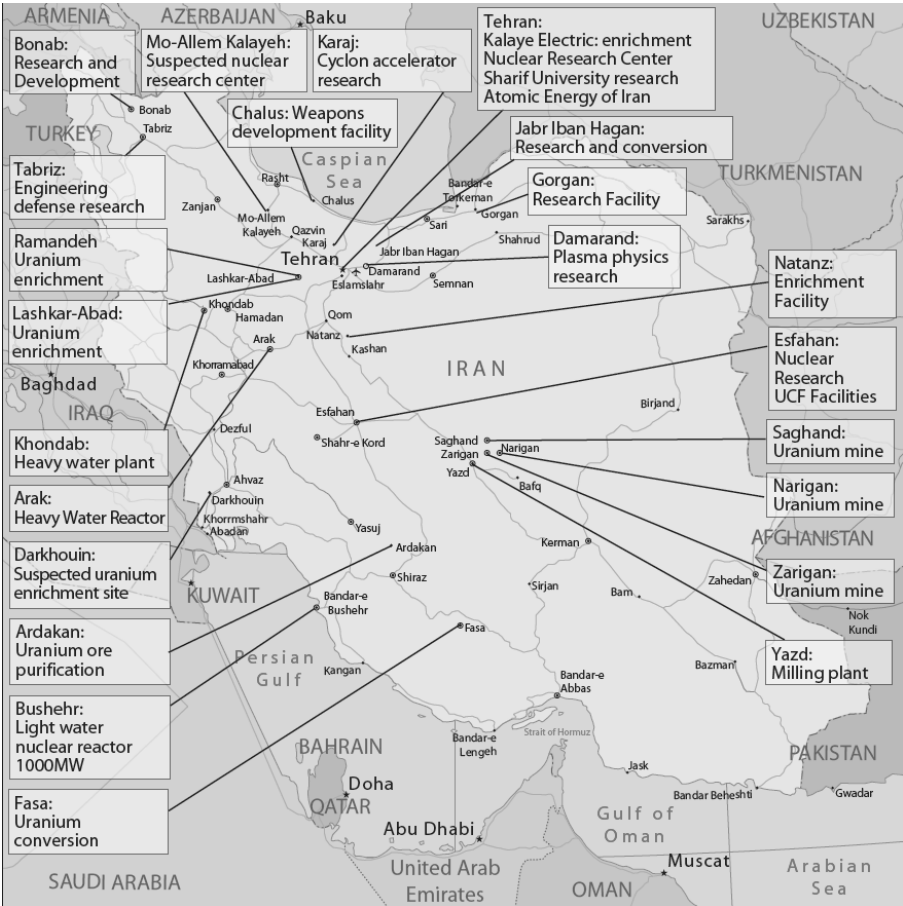 ARMENIA
AZERBAIJAN
Baku
UZBEKISTAN
Bonab:
Research and
Development
Mo-Allem Kalayeh:
Suspected nuclear
research center
Karaj:
Cyclon accelerator
research
Tehran:
Kalaye Electric: enrichment
Nuclear Research Center
Sharif University research
Atomic Energy of Iran
Chalus: Weapons
development facility
Jabr Iban Hagan:
Research and conversion
Bonab
TURKEY
Tabriz
Caspian
Sea
TURKMENISTAN
Tabriz:
Engineering
defense research
Rasht
Chalus
Zanjan
Mo-Allem
Kalayeh
Qazvin
Karaj
Bandar-e
Torkeman
Gorgan
Sari
Gorgan:
Research Facility
Sarakhs
Shahrud
Ramandeh
Uranium
enrichment
Tehran
Jabr Iban Hagan
Damarand
Damarand:
Plasma physics
research
Lashkar-Abad
Eslamslahr
Semnan
Natanz:
Enrichment
Facility
Lashkar-Abad:
Uranium
enrichment
Khondab
Hamadan
Qom
Natanz
Kashan
Arak
Khorramabad
IRAN
Esfahan:
Nuclear
Research
UCF Facilities
Baghdad
IRAQ
Birjand
Esfahan
Dezful
Shahr-e Kord
Saghand
Zarigan
Narigan
Yazd
Bafq
Saghand:
Uranium mine
Khondab:
Heavy water plant
Narigan:
Uranium mine
Arak:
Heavy Water Reactor
Ahvaz
Darkhouin
Khorrmshahr
Abadan
Yasuj
Ardakan
Kerman
AFGHANISTAN
Darkhouin:
Suspected uranium
enrichment site
Zarigan:
Uranium mine
KUWAIT
Shiraz
Sirjan
Bam
Zahedan
Bandar-e
Bushehr
Nok
Kundi
Ardakan:
Uranium ore
purification
Fasa
Persian
Gulf
Kangan
Bazman
Yazd:
Milling plant
Bandar-e
Abbas
Bushehr:
Light water
nuclear reactor
1000MW
Bandar-e
Lengeh
Strait of Hormuz
BAHRAIN
PAKISTAN
Doha
QATAR
Jask
Bandar Beheshti
Gwadar
Fasa:
Uranium
conversion
Abu Dhabi
Gulf of
Oman
Muscat
SAUDI ARABIA
United Arab
Emirates
OMAN
Arabian
Sea